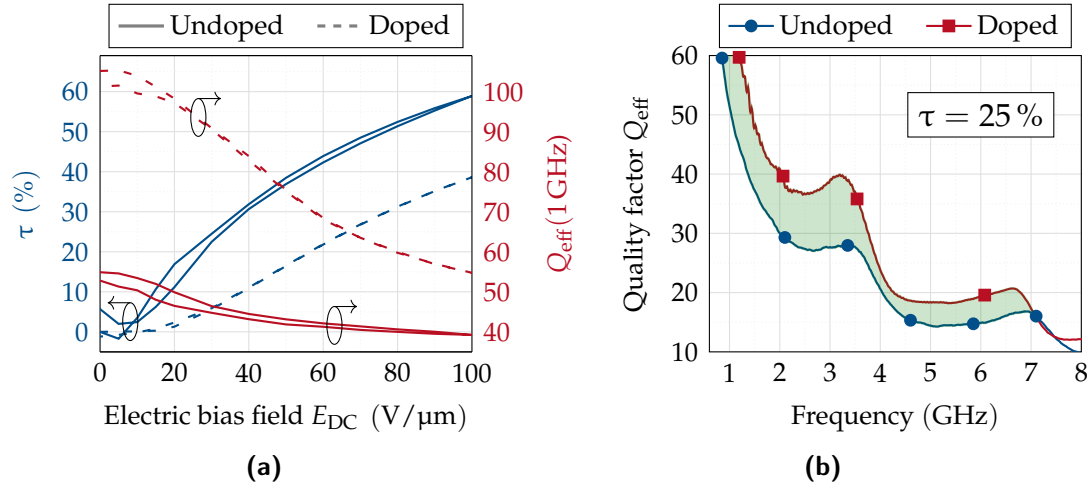 Undoped Doped
60
50
40
30
20
10
0
τ (%)
100
90
80
70
60
50
40
Q_eff (1 GHz)
0 20 40 60 80 100
Electric bias field E_DC (V/µm)
(a)
Undoped Doped
60
50
40
30
20
10
Quality factor Q_eff
τ = 25 %
1 2 3 4 5 6 7 8
Frequency (GHz)
(b)